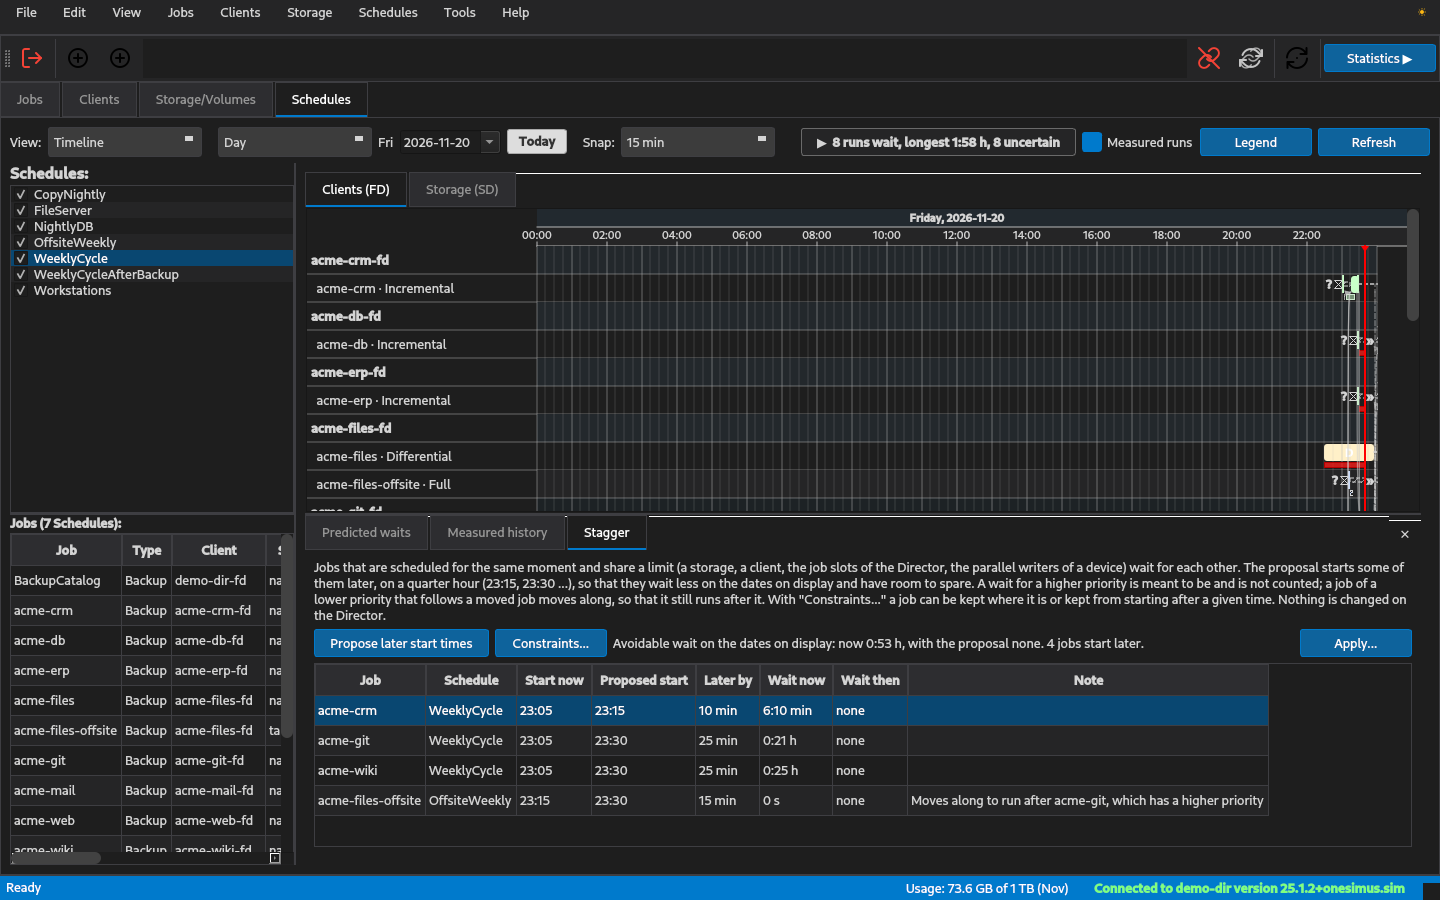 File Edit View Jobs Clients Storage Schedules Tools Help
Statistics ▶
Jobs Clients Storage/Volumes Schedules
View: Timeline Day Fri 2026-11-20 Today Snap: 15 min ▶ 8 runs wait, longest 1:58 h, 8 uncertain Measured runs Legend Refresh
Schedules:
✓ CopyNightly
✓ FileServer
✓ NightlyDB
✓ OffsiteWeekly
✓ WeeklyCycle
✓ WeeklyCycleAfterBackup
✓ Workstations
Jobs (7 Schedules):
Job Type Client
BackupCatalog Backup demo-dir-fd na
acme-crm Backup acme-crm-fd na
acme-db Backup acme-db-fd na
acme-erp Backup acme-erp-fd na
acme-files Backup acme-files-fd na
acme-files-offsite Backup acme-files-fd ta
acme-git Backup acme-git-fd na
acme-mail Backup acme-mail-fd na
acme-web Backup acme-web-fd na
acme-wiki Backup acme-wiki-fd na
Clients (FD) Storage (SD)
Friday, 2026-11-20
00:00 02:00 04:00 06:00 08:00 10:00 12:00 14:00 16:00 18:00 20:00 22:00
acme-crm-fd
acme-crm · Incremental ?
acme-db-fd
acme-db · Incremental ? »
acme-erp-fd
acme-erp · Incremental ? »
acme-files-fd
acme-files · Differential
acme-files-offsite · Full ? »
2
acme-git-fd
Predicted waits Measured history Stagger
Jobs that are scheduled for the same moment and share a limit (a storage, a client, the job slots of the Director, the parallel writers of a device) wait for each other. The proposal starts some of
them later, on a quarter hour (23:15, 23:30 ...), so that they wait less on the dates on display and have room to spare. A wait for a higher priority is meant to be and is not counted; a job of a
lower priority that follows a moved job moves along, so that it still runs after it. With "Constraints..." a job can be kept where it is or kept from starting after a given time. Nothing is changed on
the Director.
Propose later start times Constraints... Avoidable wait on the dates on display: now 0:53 h, with the proposal none. 4 jobs start later. Apply...
Job Schedule Start now Proposed start Later by Wait now Wait then Note
acme-crm WeeklyCycle 23:05 23:15 10 min 6:10 min none
acme-git WeeklyCycle 23:05 23:30 25 min 0:21 h none
acme-wiki WeeklyCycle 23:05 23:30 25 min 0:25 h none
acme-files-offsite OffsiteWeekly 23:15 23:30 15 min 0 s none Moves along to run after acme-git, which has a higher priority
Ready Usage: 73.6 GB of 1 TB (Nov) Connected to demo-dir version 25.1.2+onesimus.sim